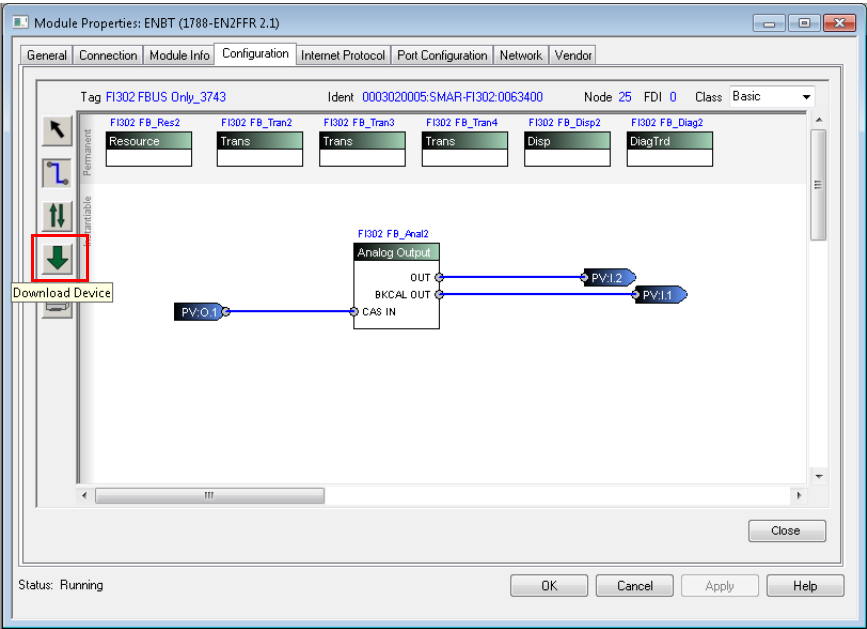 Module Properties: ENBT (1788-EN2FFR 2.1)
General Connection Module Info Configuration Internet Protocol Port Configuration Network Vendor
Tag FI302 FBUS Only_3743 Ident 0003020005:SMAR-FI302:0063400 Node 25 FDI 0 Class Basic
Permanent
FI302 FB_Res2 FI302 FB_Tran2 FI302 FB_Tran3 FI302 FB_Tran4 FI302 FB_Disp2 FI302 FB_Diag2
Resource Trans Trans Trans Disp DiagTrd
Instantiable
FI302 FB_Anal2
Analog Output
OUT PV:I.2
BKCAL OUT PV:I.1
Download Device
PV:O.1 CAS IN
Close
Status: Running OK Cancel Apply Help